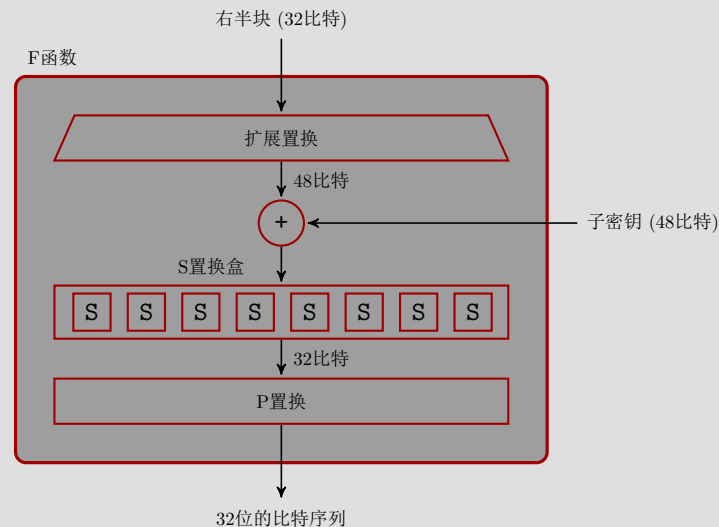 右半块 (32比特)
F函数
扩展置换
48比特
+
子密钥 (48比特)
S置换盒
S S S S S S S S
32比特
P置换
32位的比特序列